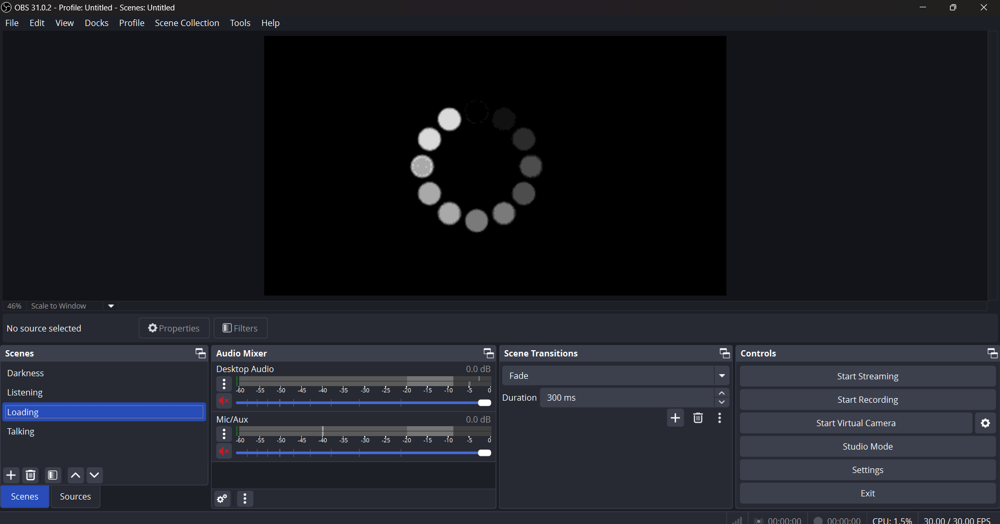 OBS 31.0.2 - Profile: Untitled - Scenes: Untitled
File Edit View Docks Profile Scene Collection Tools Help
46% Scale to Window
No source selected Properties Filters
Scenes
Darkness
Listening
Loading
Talking
Scenes Sources
Audio Mixer
Desktop Audio 0.0 dB
-60 -55 -50 -45 -40 -35 -30 -25 -20 -15 -10 -5 0
Mic/Aux 0.0 dB
-60 -55 -50 -45 -40 -35 -30 -25 -20 -15 -10 -5 0
Scene Transitions
Fade
Duration 300 ms
Controls
Start Streaming
Start Recording
Start Virtual Camera
Studio Mode
Settings
Exit
00:00:00 00:00:00 CPU: 1.5% 30.00 / 30.00 FPS